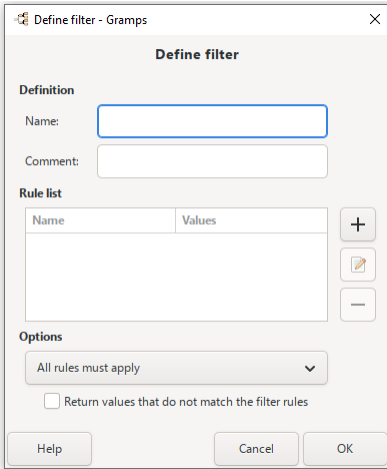 Define filter - Gramps
Define filter
Definition
Name:
Comment:
Rule list
Name Values
Options
All rules must apply
Return values that do not match the filter rules
Help Cancel OK